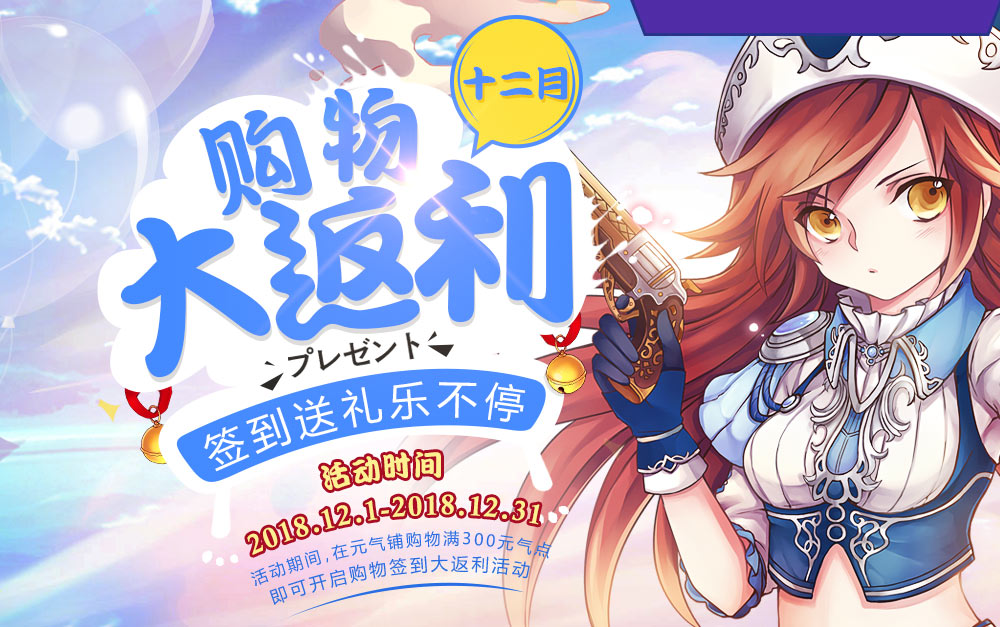 十二月
购物
大返利
プレゼント
签到送礼乐不停
活动时间
2018.12.1-2018.12.31
活动期间,在元气铺购物满300元气点
即可开启购物签到大返利活动